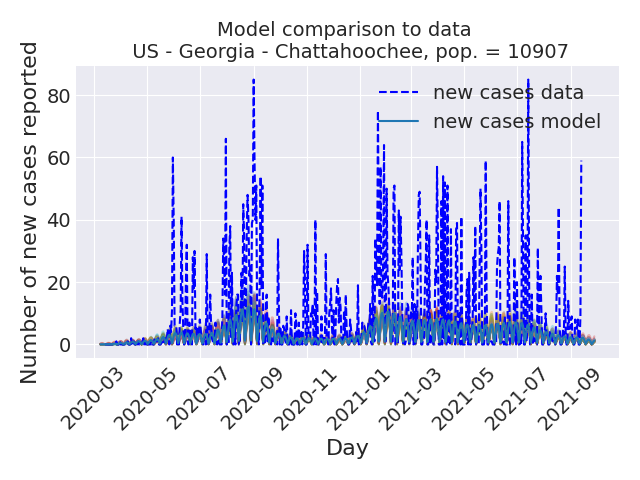 Model comparison to data
US - Georgia - Chattahoochee, pop. = 10907
Number of new cases reported
80
60
40
20
0
new cases data
new cases model
2020-03
2020-05
2020-07
2020-09
2020-11
2021-01
2021-03
2021-05
2021-07
2021-09
Day